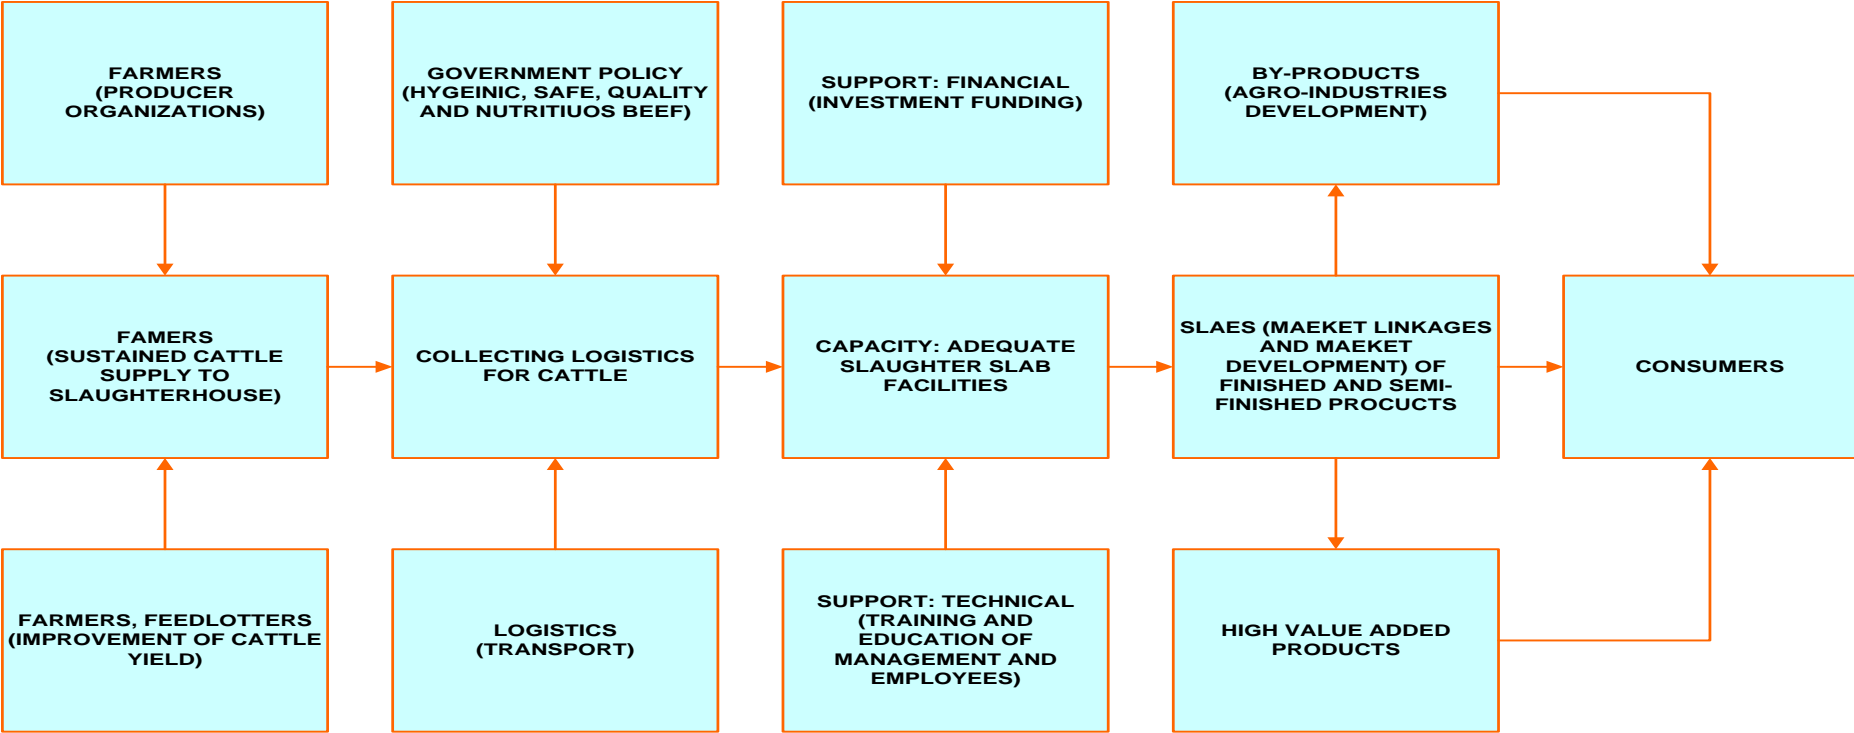 FARMERS
(PRODUCER
ORGANIZATIONS)
GOVERNMENT POLICY
(HYGEINIC, SAFE, QUALITY
AND NUTRITIUOS BEEF)
SUPPORT: FINANCIAL
(INVESTMENT FUNDING)
BY-PRODUCTS
(AGRO-INDUSTRIES
DEVELOPMENT)
FAMERS
(SUSTAINED CATTLE
SUPPLY TO
SLAUGHTERHOUSE)
COLLECTING LOGISTICS
FOR CATTLE
CAPACITY: ADEQUATE
SLAUGHTER SLAB
FACILITIES
SLAES (MAEKET LINKAGES
AND MAEKET
DEVELOPMENT) OF
FINISHED AND SEMI-
FINISHED PROCUCTS
CONSUMERS
FARMERS, FEEDLOTTERS
(IMPROVEMENT OF CATTLE
YIELD)
LOGISTICS
(TRANSPORT)
SUPPORT: TECHNICAL
(TRAINING AND
EDUCATION OF
MANAGEMENT AND
EMPLOYEES)
HIGH VALUE ADDED
PRODUCTS